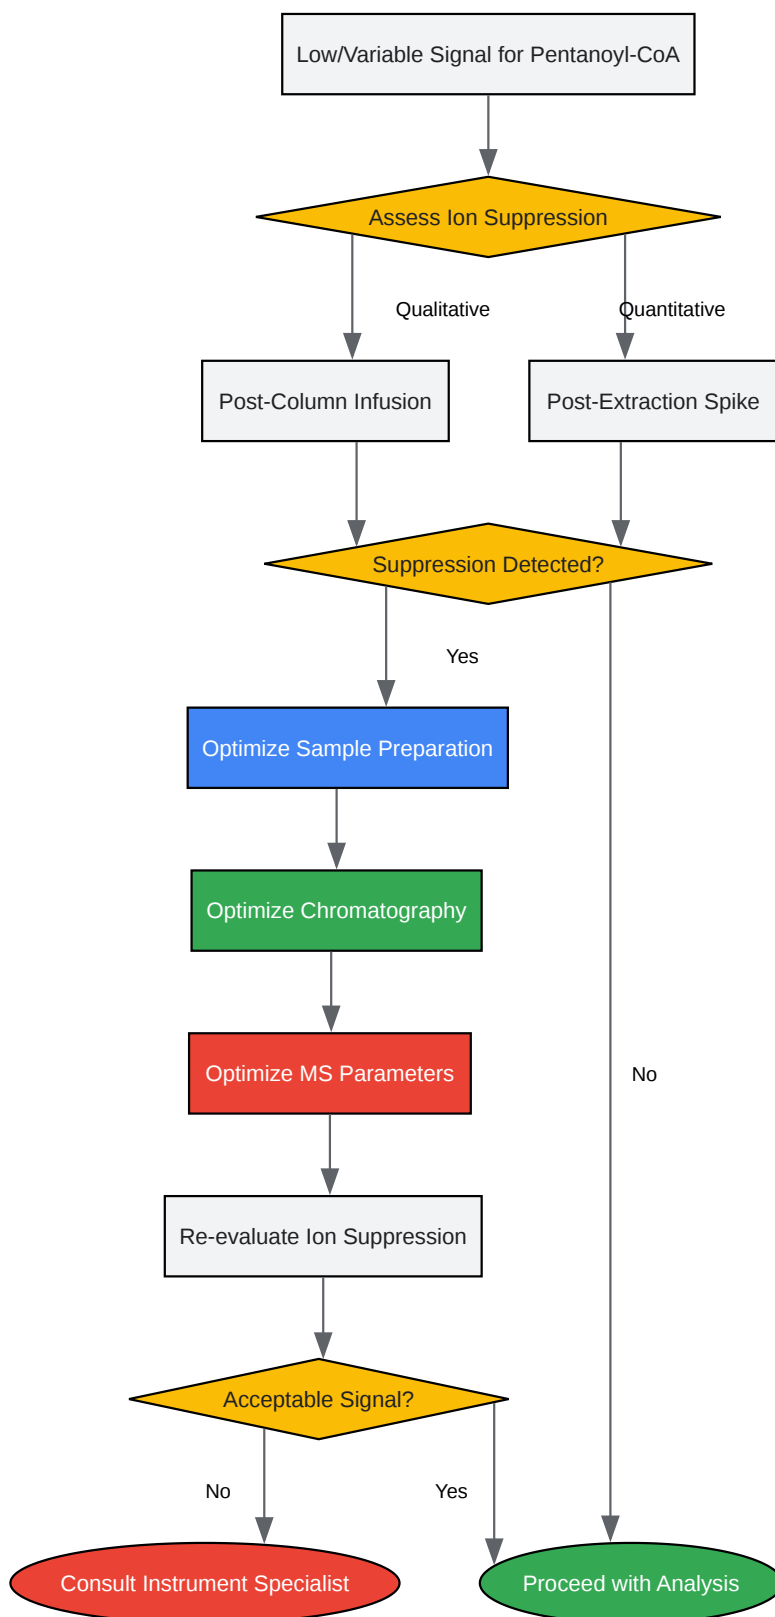 Low/Variable Signal for Pentanoyl-CoA
Assess Ion Suppression
Qualitative
Quantitative
Post-Column Infusion
Post-Extraction Spike
Suppression Detected?
Yes
Optimize Sample Preparation
Optimize Chromatography
Optimize MS Parameters
No
Re-evaluate Ion Suppression
Acceptable Signal?
No
Yes
Consult Instrument Specialist
Proceed with Analysis